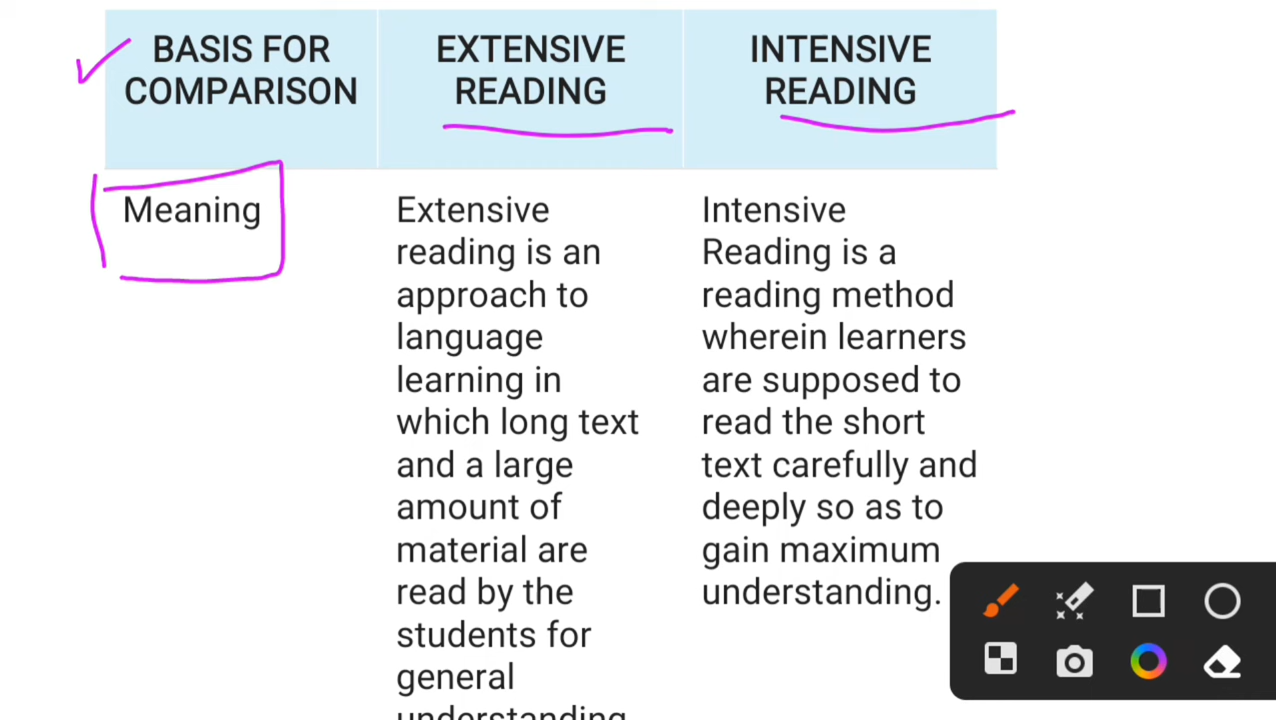 BASIS FOR
COMPARISON
EXTENSIVE
READING
INTENSIVE
READING
Meaning
Extensive
reading is an
approach to
language
learning in
which long text
and a large
amount of
material are
read by the
students for
general
understanding
Intensive
Reading is a
reading method
wherein learners
are supposed to
read the short
text carefully and
deeply so as to
gain maximum
understanding.